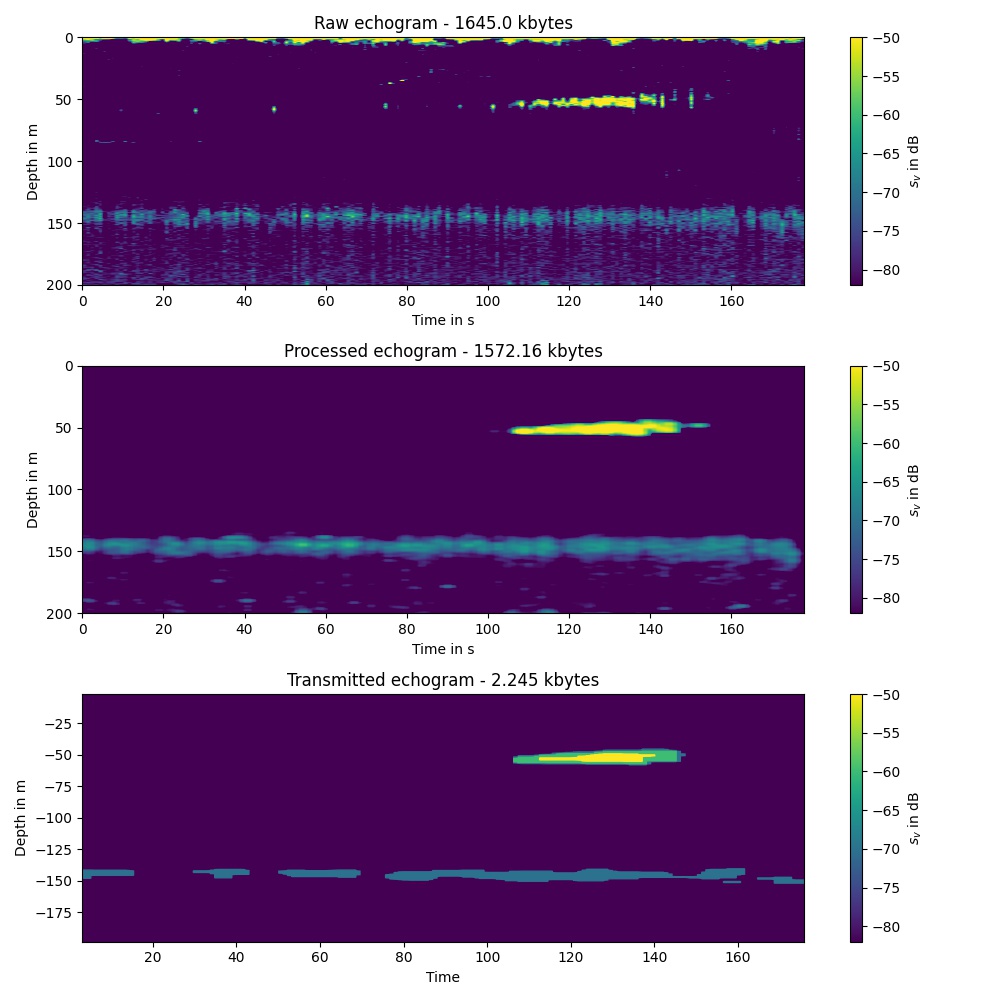 Raw echogram - 1645.0 kbytes
0
50
100
150
200
Depth in m
0 20 40 60 80 100 120 140 160
Time in s
−50
−55
−60
−65
−70
−75
−80
sv in dB
Processed echogram - 1572.16 kbytes
0
50
100
150
200
Depth in m
0 20 40 60 80 100 120 140 160
Time in s
−50
−55
−60
−65
−70
−75
−80
sv in dB
Transmitted echogram - 2.245 kbytes
−25
−50
−75
−100
−125
−150
−175
Depth in m
20 40 60 80 100 120 140 160
Time
−50
−55
−60
−65
−70
−75
−80
sv in dB